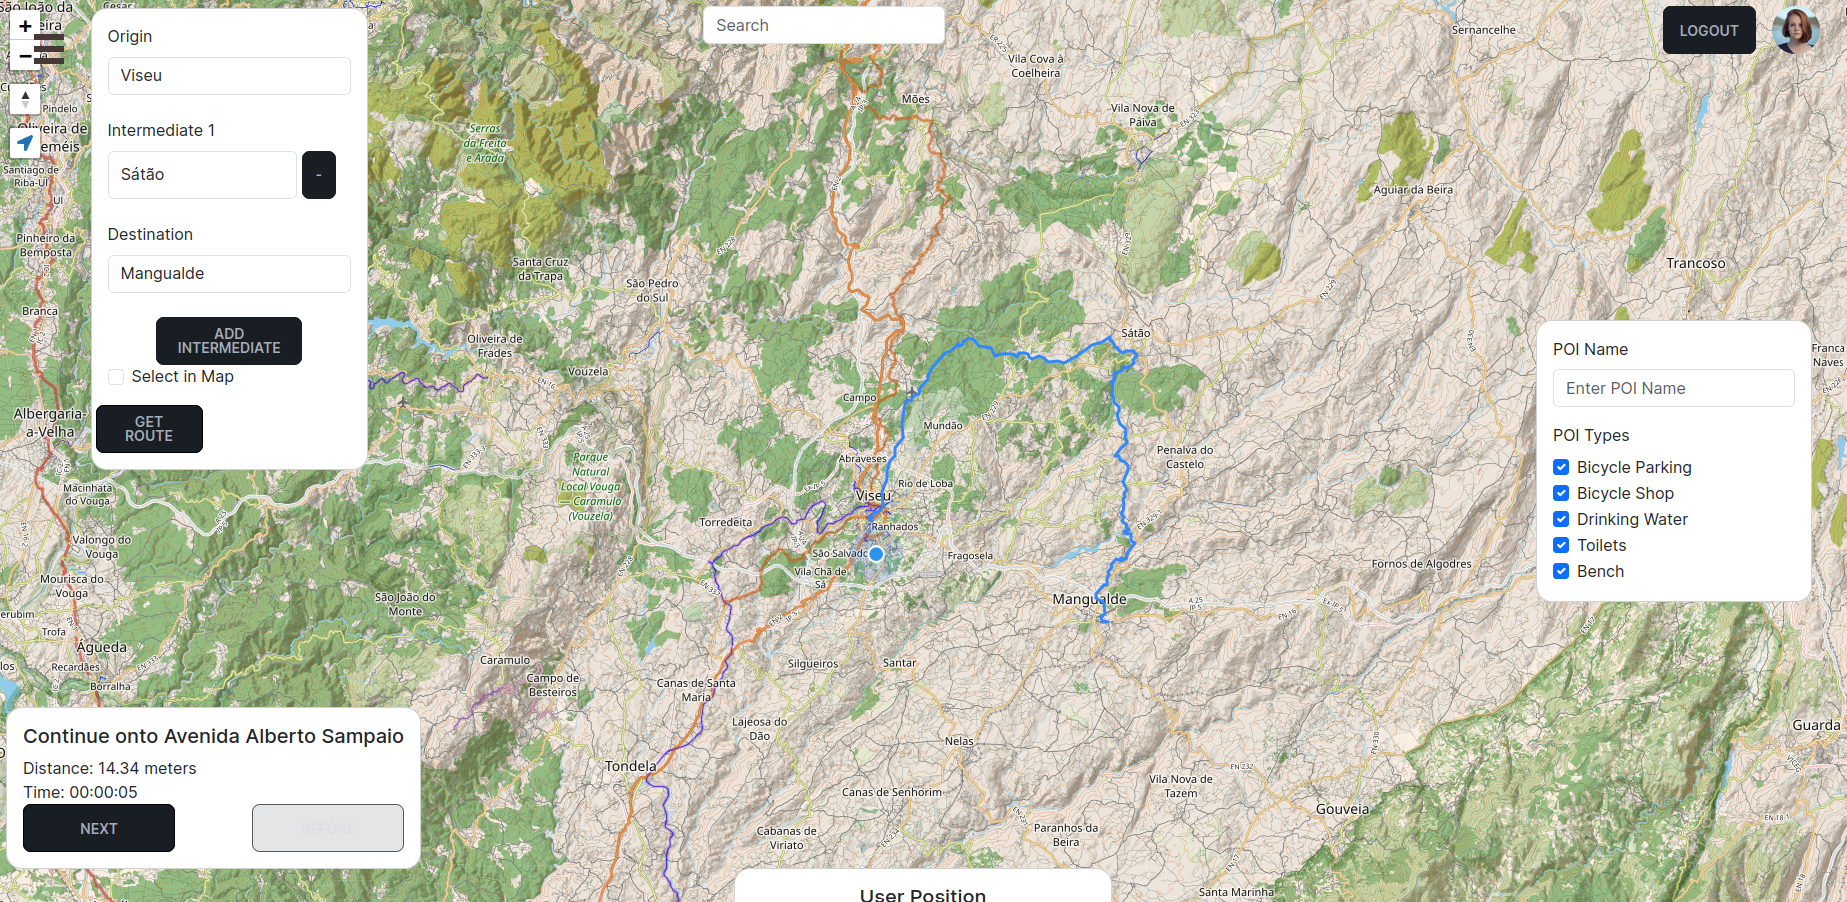 Origin
Viseu
Intermediate 1
Sátão
-
Destination
Mangualde
ADD
INTERMEDIATE
Select in Map
GET
ROUTE
Search
LOGOUT
POI Name
Enter POI Name
POI Types
Bicycle Parking
Bicycle Shop
Drinking Water
Toilets
Bench
Continue onto Avenida Alberto Sampaio
Distance: 14.34 meters
Time: 00:00:05
NEXT
BEFORE
User Position
+
−
Pindelo
Santiago de
Riba-Ul
Ul
Pinheiro da
Bemposta
Branca
Albergaria-
a-Velha
Macinhata
do Vouga
Valongo do
Vouga
Mourisca do
Vouga
Trofa
Águeda
Recardães
Borralha
Serras
da Freita
e Arada
Santa Cruz
da Trapa
São Pedro
do Sul
Oliveira de
Frades
Vouzela
Parque
Natural
Local Vouga
— Caramulo
(Vouzela)
São João do
Monte
Caramulo
Campo de
Besteiros
Tondela
Torredeita
Canas de Santa
Maria
Lajeosa do
Dão
Silgueiros
Santar
Nelas
Canas de Senhorim
Cabanas de
Viriato
Vila Chã de
Sá
Ranhados
Viseu
Abraveses
Rio de Loba
Campo
Mundão
Fragosela
Mões
Vila Cova à
Coelheira
Vila Nova de
Paiva
Sernancelhe
Aguiar da Beira
Trancoso
Sátão
Penalva do
Castelo
Mangualde
Fornos de Algodres
Vila Nova de
Tazem
Gouveia
Paranhos da
Beira
Santa Marinha
Guarda
Franca
Naves